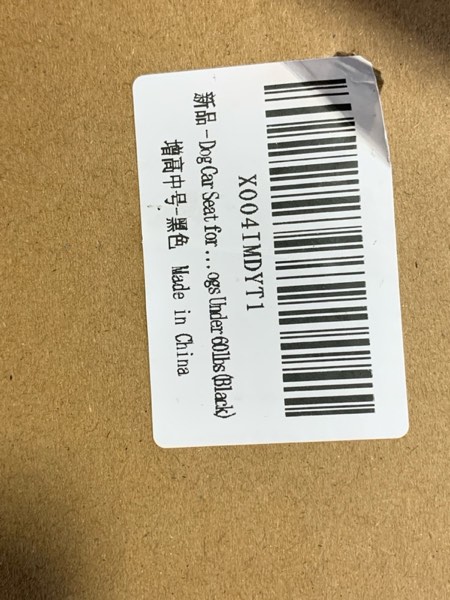 X004IMDYT1
新品 - Dog Car Seat for ... ogs Under 60lbs (Black)
增高中号-黑色 Made in China